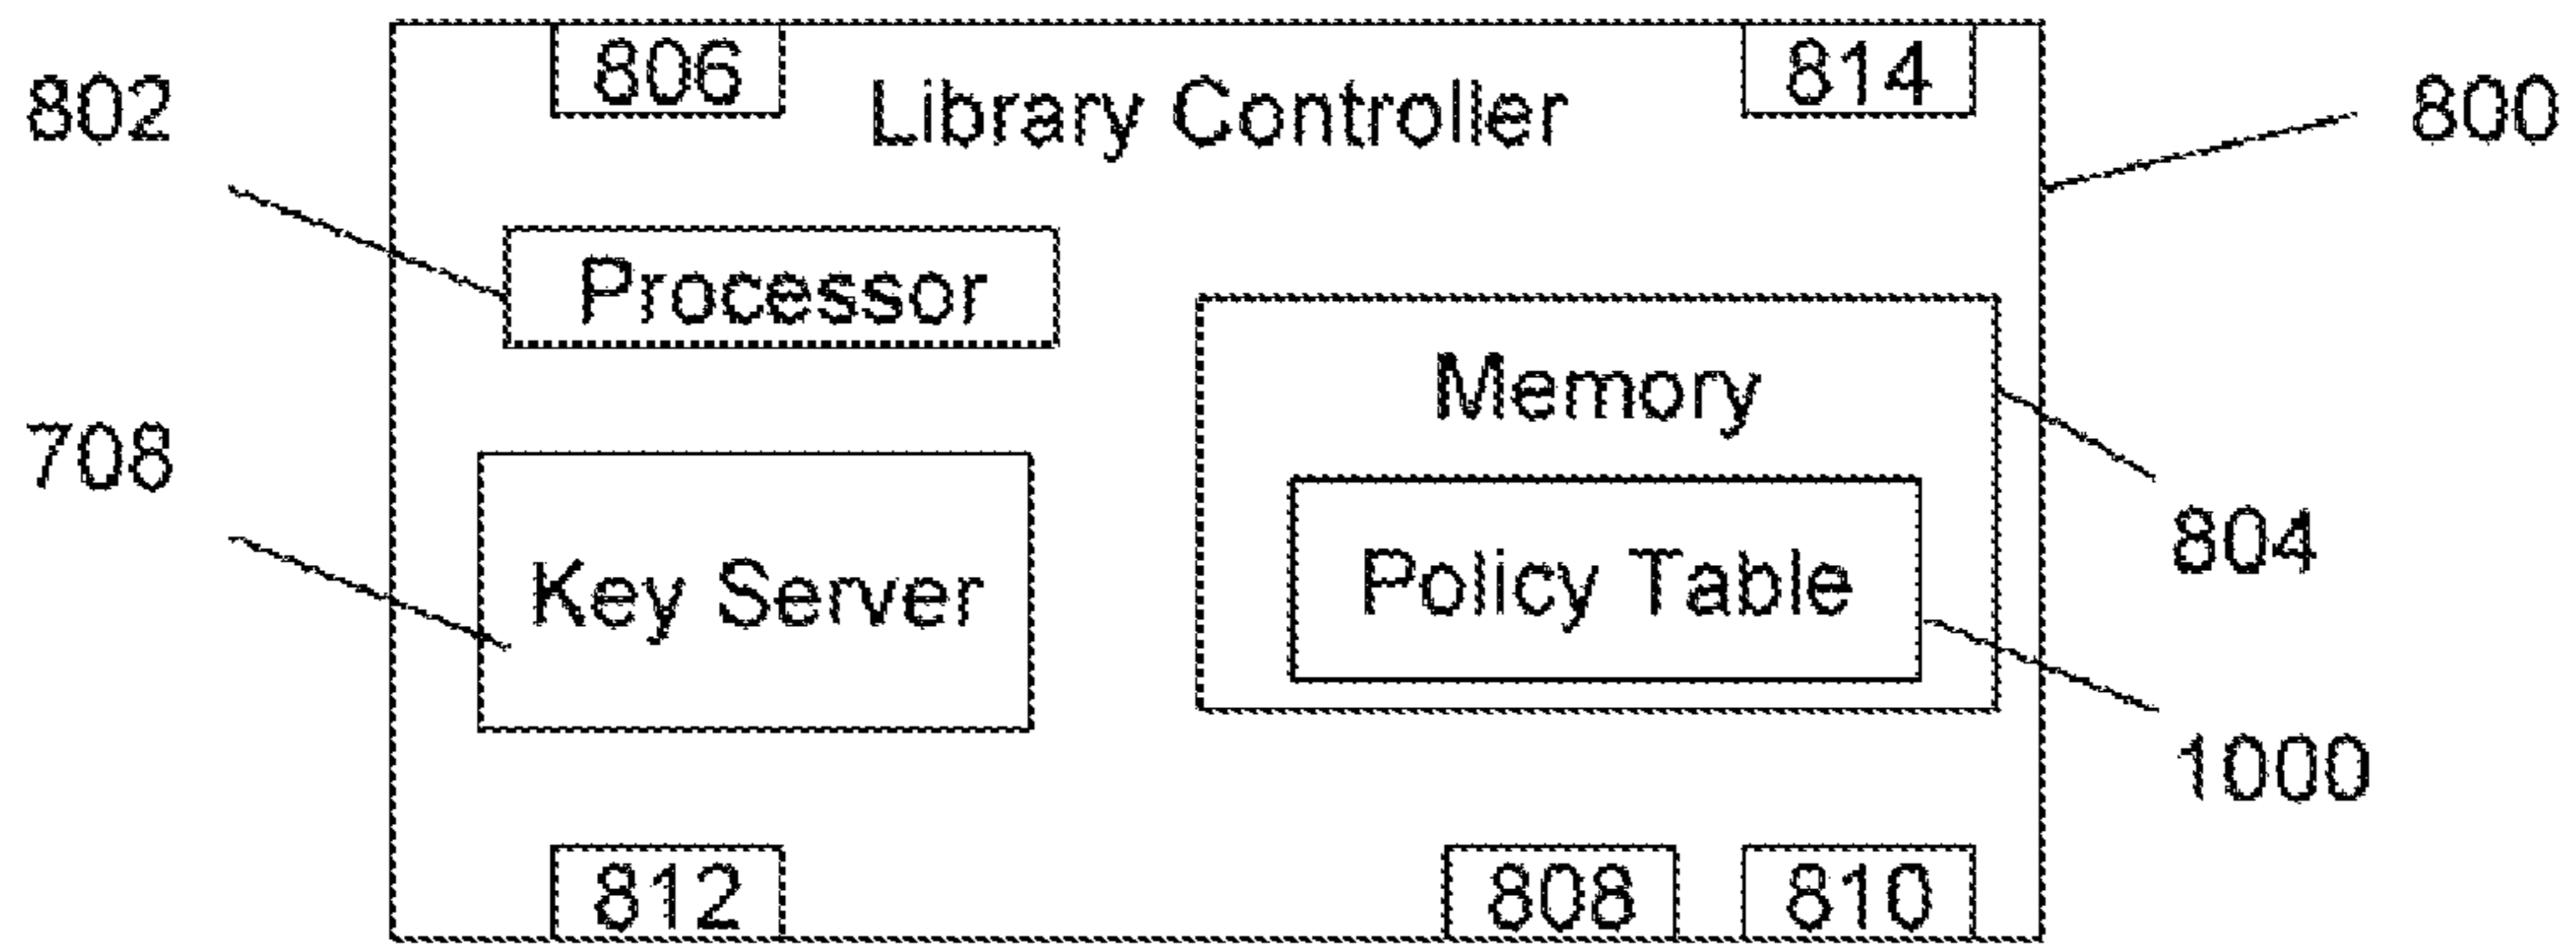 806
814
802
Library Controller
800
Processor
Memory
708
Key Server
804
Policy Table
1000
812
808
810